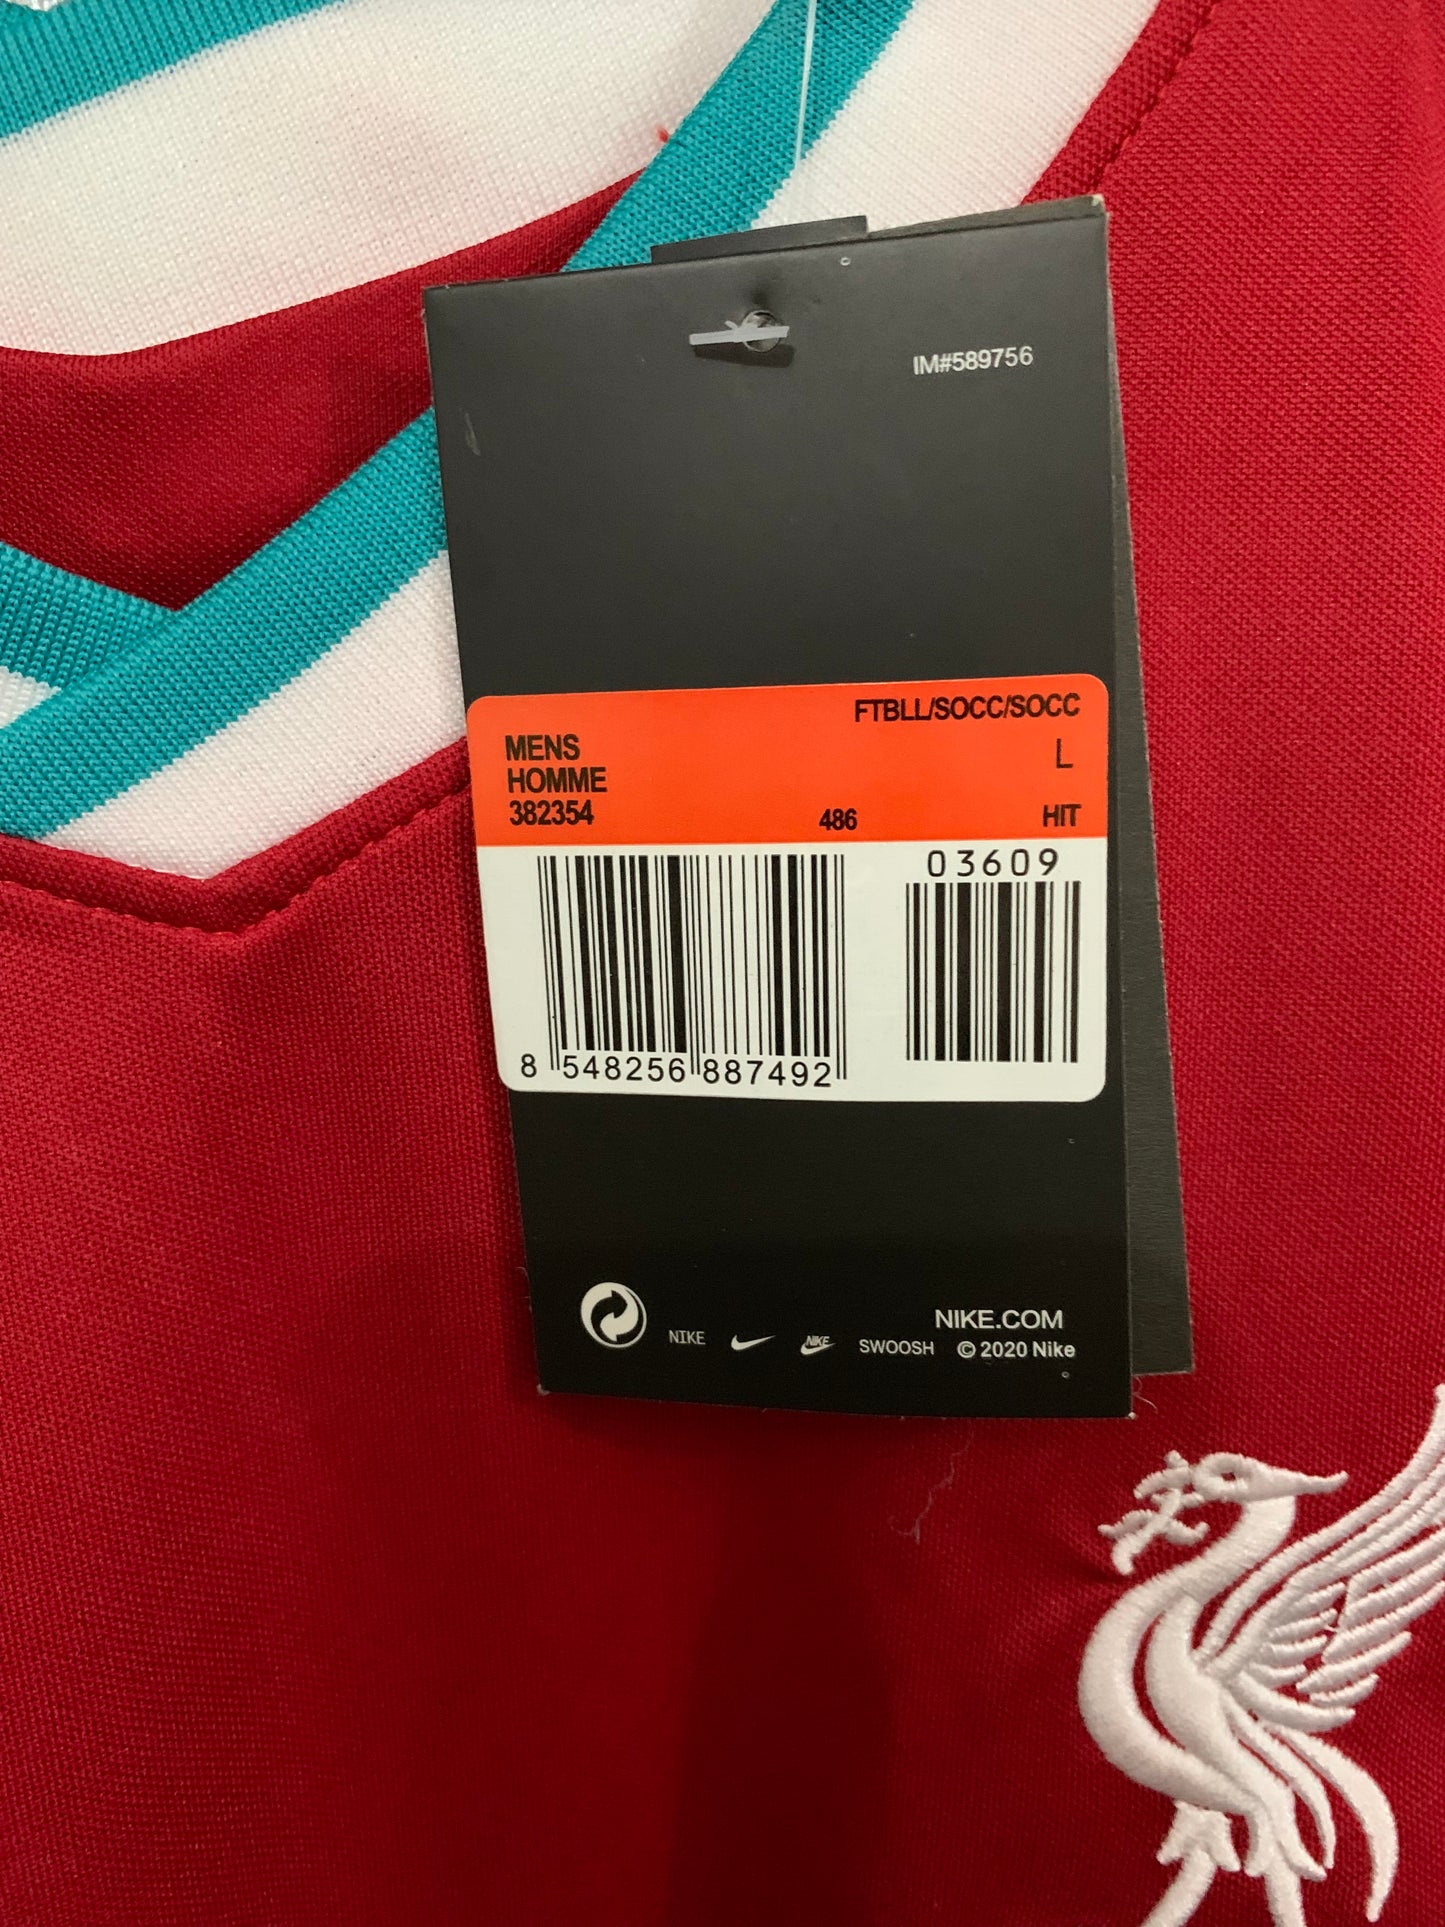 IM#589756
FTBLL/SOCC/SOCC
MENS
L
HOMME
382354
486
HIT
03609
8 548256 887492
NIKE.COM
NIKE NIKE SWOOSH © 2020 Nike